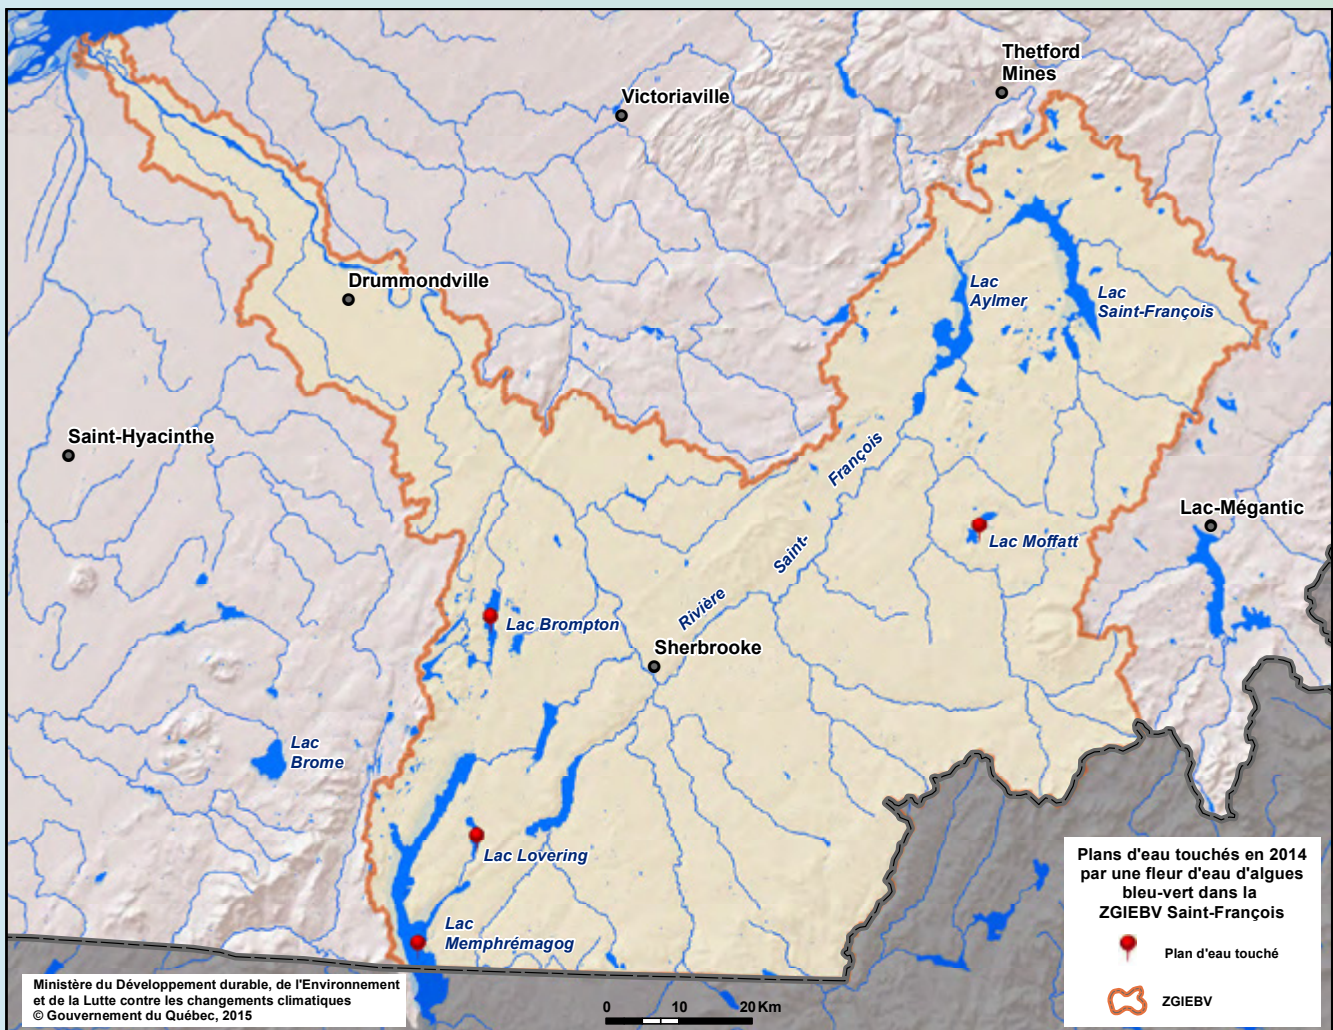 Thetford
Mines
Victoriaville
Drummondville
Lac
Aylmer
Lac
Saint-François
Saint-Hyacinthe
François
Lac-Mégantic
Lac Moffatt
Saint-
Rivière
Lac Brompton
Sherbrooke
Lac
Brome
Lac Lovering
Lac
Memphrémagog
Plans d'eau touchés en 2014
par une fleur d'eau d'algues
bleu-vert dans la
ZGIEBV Saint-François
Plan d'eau touché
ZGIEBV
Ministère du Développement durable, de l'Environnement
et de la Lutte contre les changements climatiques
© Gouvernement du Québec, 2015
0 10 20 Km